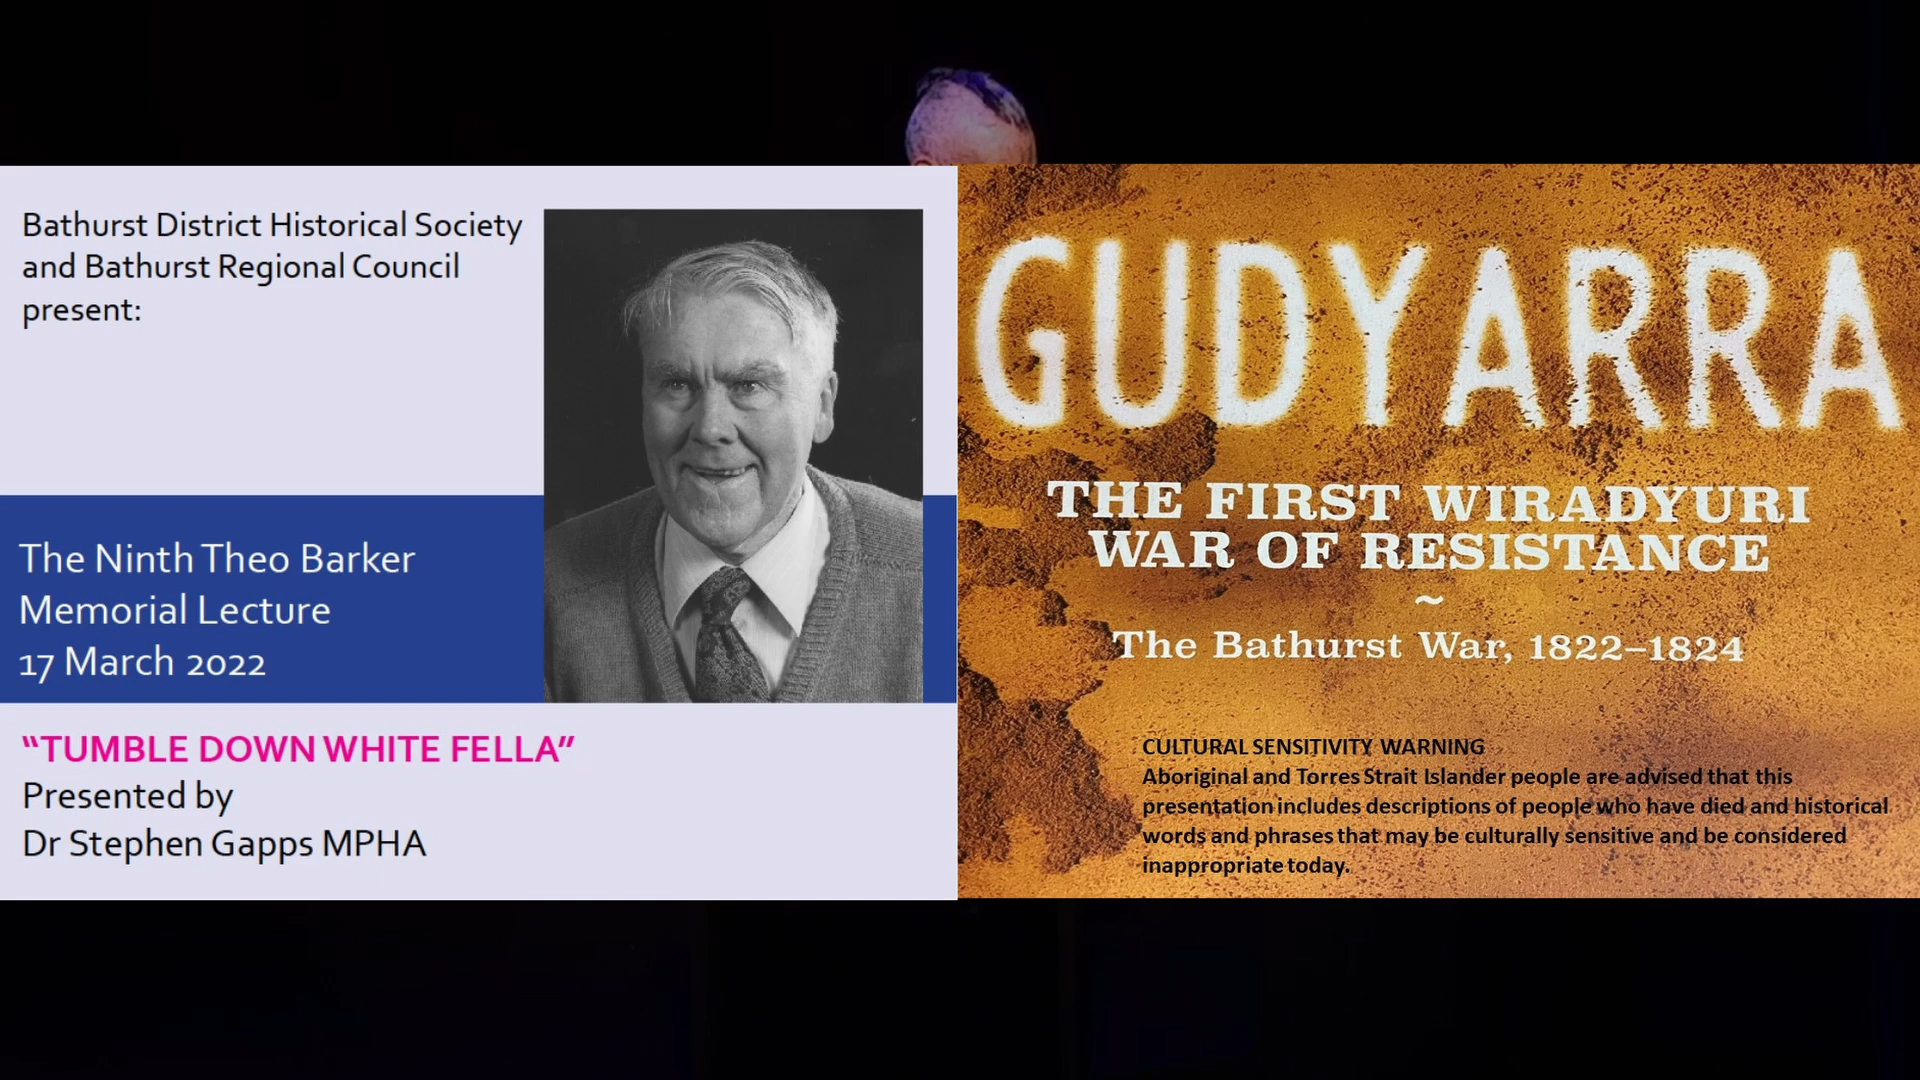 Bathurst District Historical Society
and Bathurst Regional Council
present:
The Ninth Theo Barker
Memorial Lecture
17 March 2022
“TUMBLE DOWN WHITE FELLA”
Presented by
Dr Stephen Gapps MPHA
GUDYARRA
THE FIRST WIRADYURI
WAR OF RESISTANCE
~
The Bathurst War, 1822–1824
CULTURAL SENSITIVITY WARNING
Aboriginal and Torres Strait Islander people are advised that this
presentation includes descriptions of people who have died and historical
words and phrases that may be culturally sensitive and be considered
inappropriate today.